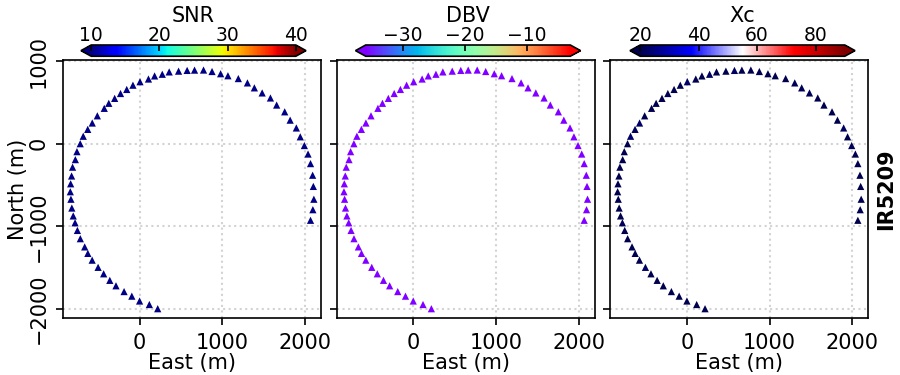 SNR DBV Xc
10 20 30 40 −30 −20 −10 20 40 60 80
1000
0
−1000
−2000
North (m)
IR5209
0 1000 2000 0 1000 2000 0 1000 2000
East (m) East (m) East (m)